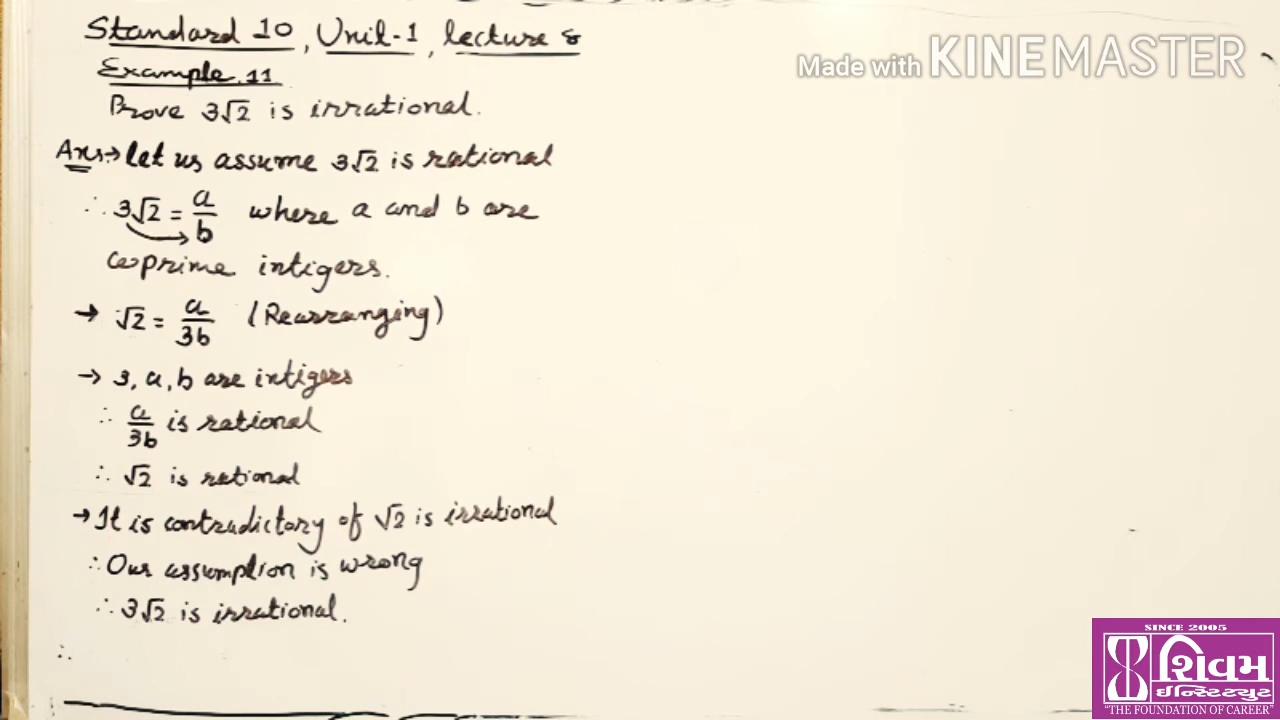 Standard 10, Unit-1, lecture 8
Made with KINEMASTER
Example.11
Prove 3√2 is irrational.
Ans→ let us assume 3√2 is rational
∴ 3√2 = a/b where a and b are
coprime intigers.
→ √2 = a/3b (Rearranging)
→ 3, a, b are intigers
∴ a/3b is rational
∴ √2 is rational
→ It is contradictory of √2 is irrational
∴ Our assumption is wrong
∴ 3√2 is irrational.
∴
SINCE 2005
શિવમ
ઇન્સ્ટિટ્યુટ
"THE FOUNDATION OF CAREER"